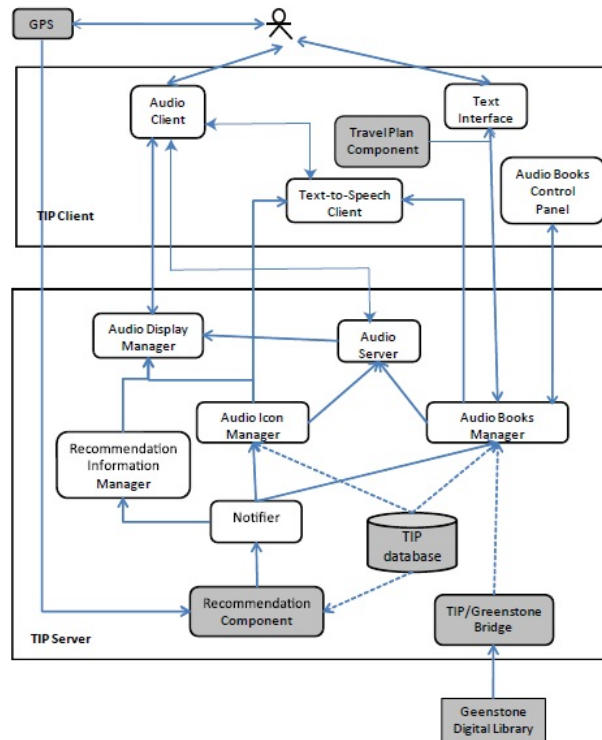 GPS
Audio
Client
Text
Interface
Travel Plan
Component
Audio Books
Control
Panel
Text-to-Speech
Client
TIP Client
Audio Display
Manager
Audio
Server
Audio Icon
Manager
Audio Books
Manager
Recommendation
Information
Manager
Notifier
TIP
database
Recommendation
Component
TIP/Greenstone
Bridge
TIP Server
Geenstone
Digital Library